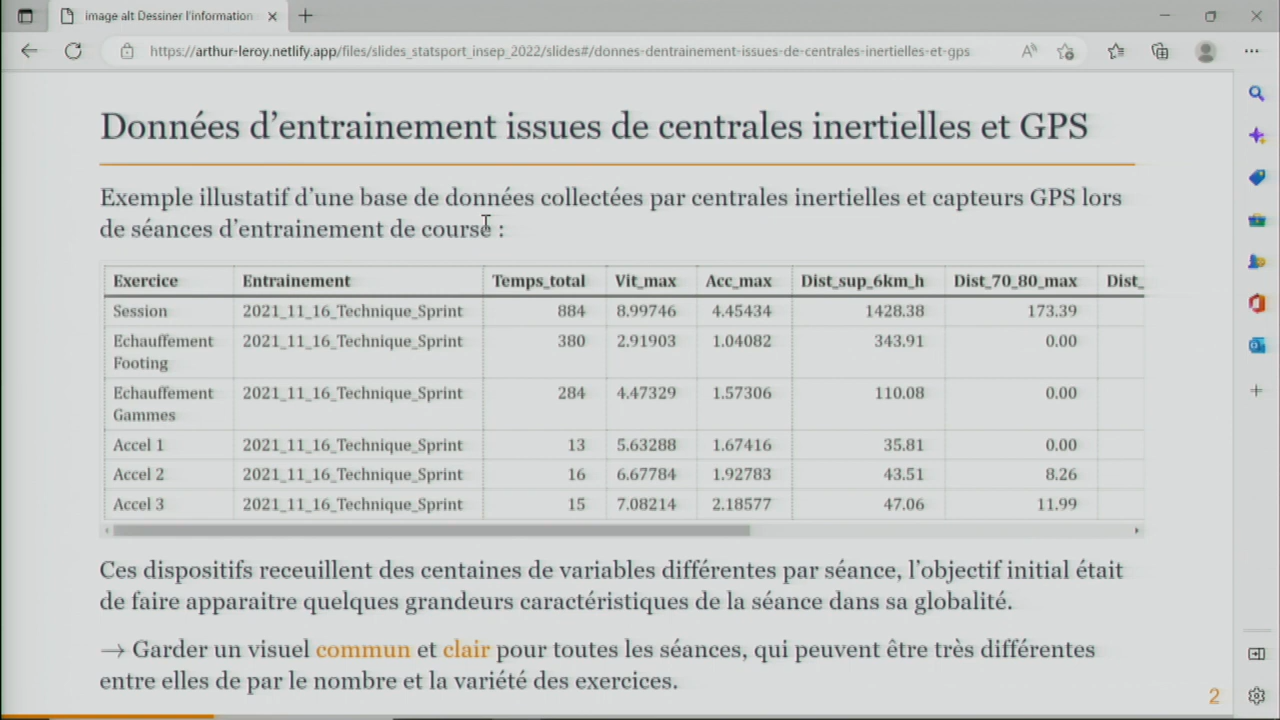 image alt Dessiner l'information
https://arthur-leroy.netlify.app/files/slides_statsport_insep_2022/slides#/donnes-dentrainement-issues-de-centrales-inertielles-et-gps
Données d'entrainement issues de centrales inertielles et GPS
Exemple illustatif d'une base de données collectées par centrales inertielles et capteurs GPS lors
de séances d'entrainement de course :
Exercice Entrainement Temps_total Vit_max Acc_max Dist_sup_6km_h Dist_70_80_max Dist_
Session 2021_11_16_Technique_Sprint 884 8.99746 4.45434 1428.38 173.39
Echauffement Footing 2021_11_16_Technique_Sprint 380 2.91903 1.04082 343.91 0.00
Echauffement Gammes 2021_11_16_Technique_Sprint 284 4.47329 1.57306 110.08 0.00
Accel 1 2021_11_16_Technique_Sprint 13 5.63288 1.67416 35.81 0.00
Accel 2 2021_11_16_Technique_Sprint 16 6.67784 1.92783 43.51 8.26
Accel 3 2021_11_16_Technique_Sprint 15 7.08214 2.18577 47.06 11.99
Ces dispositifs receuillent des centaines de variables différentes par séance, l'objectif initial était
de faire apparaitre quelques grandeurs caractéristiques de la séance dans sa globalité.
→ Garder un visuel commun et clair pour toutes les séances, qui peuvent être très différentes
entre elles de par le nombre et la variété des exercices.
2